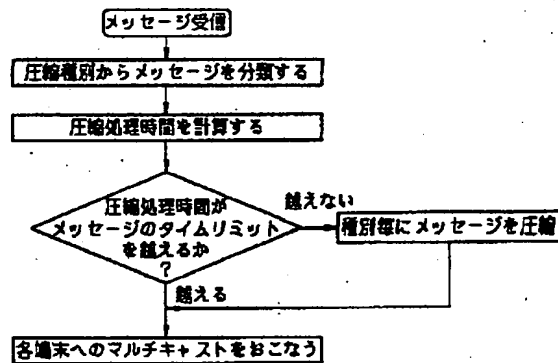 メッセージ受信
圧縮種別からメッセージを分類する
圧縮処理時間を計算する
圧縮処理時間が
メッセージのタイムリミット
を越えるか
?
越えない
種別毎にメッセージを圧縮
越える
各端末へのマルチキャストをおこなう